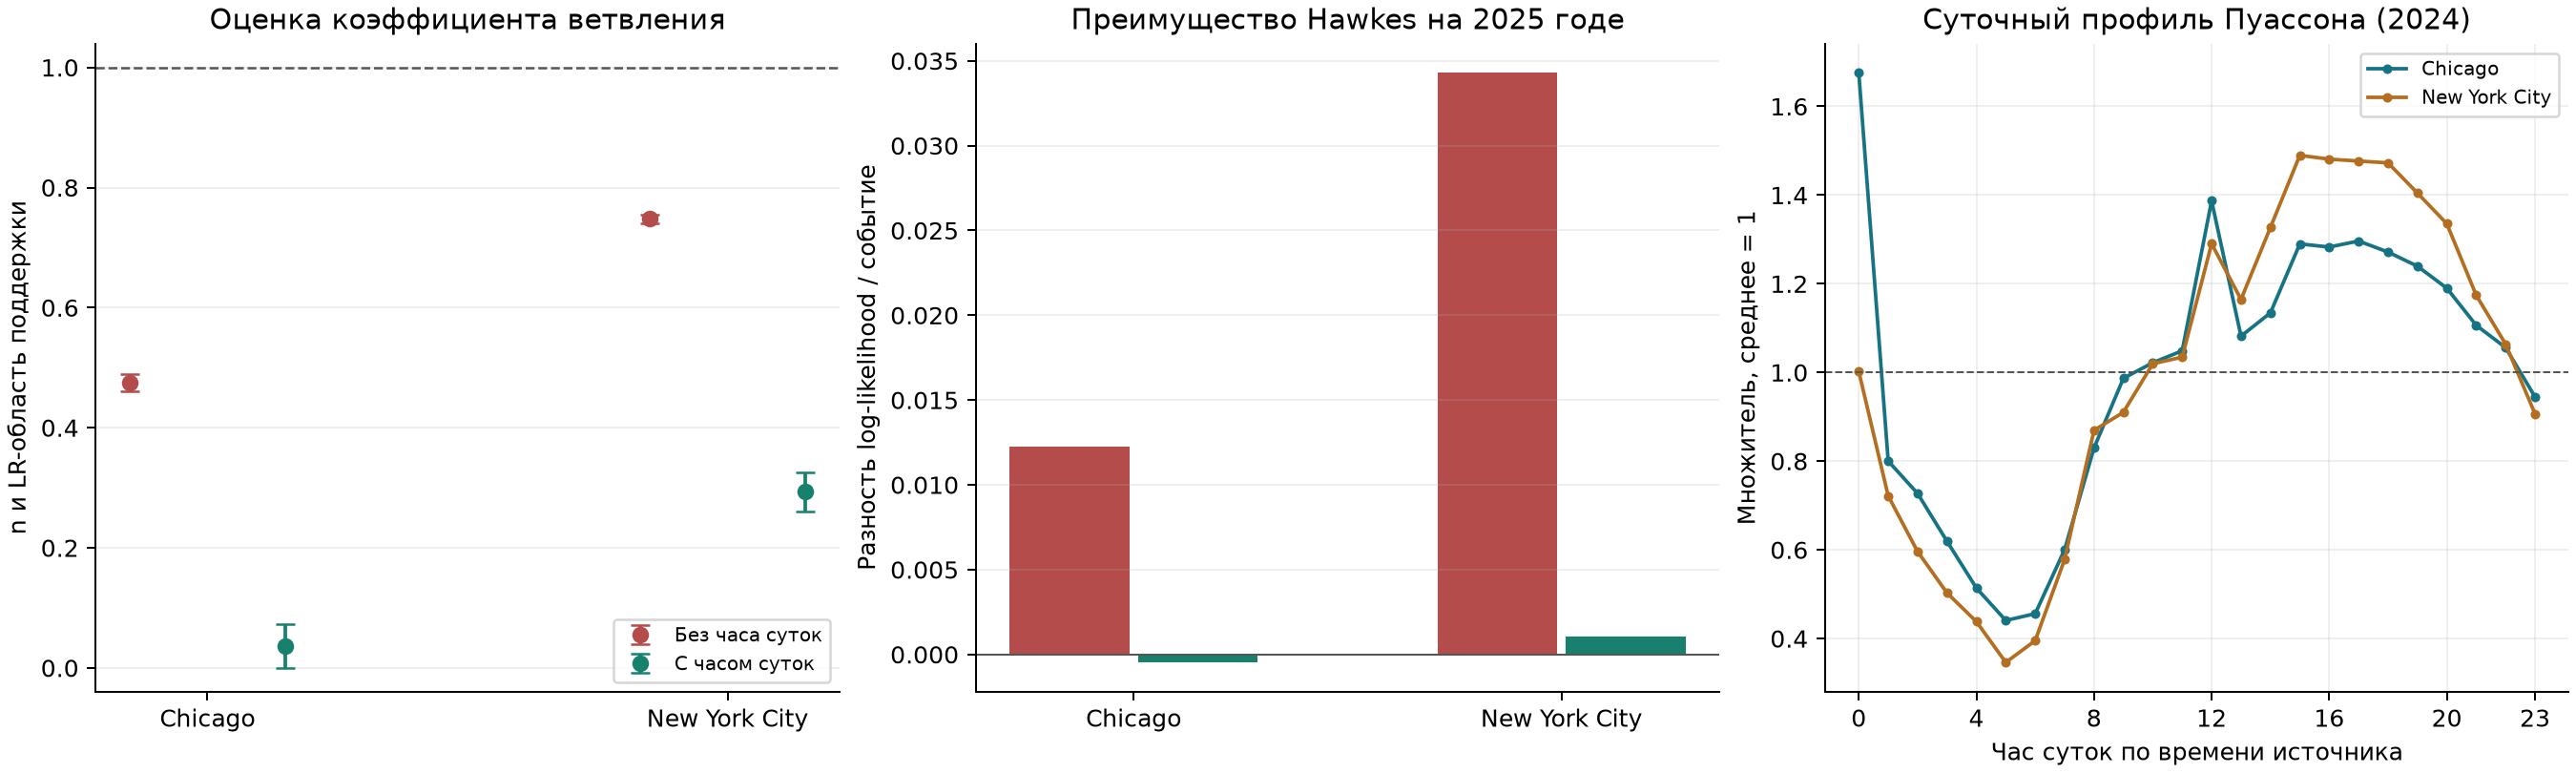 Оценка коэффициента ветвления
n и LR-область поддержки
1.0
0.8
0.6
0.4
0.2
0.0
Без часа суток
С часом суток
Chicago
New York City
Преимущество Hawkes на 2025 годе
Разность log-likelihood / событие
0.035
0.030
0.025
0.020
0.015
0.010
0.005
0.000
Chicago
New York City
Суточный профиль Пуассона (2024)
Множитель, среднее = 1
1.6
1.4
1.2
1.0
0.8
0.6
0.4
Chicago
New York City
0 4 8 12 16 20 23
Час суток по времени источника